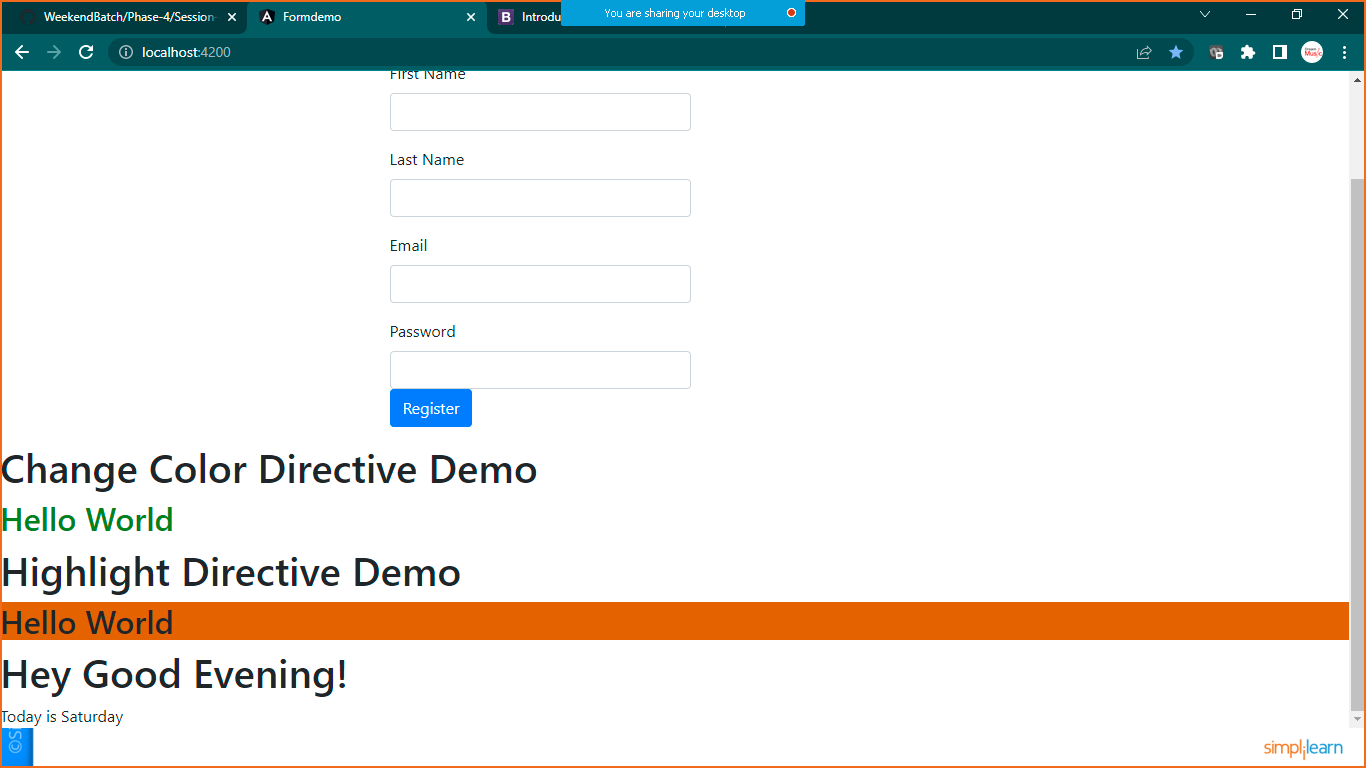 WeekendBatch/Phase-4/Session-
Formdemo
Introdu
You are sharing your desktop
localhost:4200
First Name
Last Name
Email
Password
Register
Change Color Directive Demo
Hello World
Highlight Directive Demo
Hello World
Hey Good Evening!
Today is Saturday
©S
simplilearn